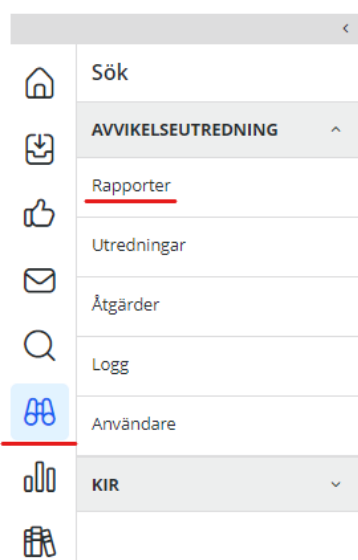 Sök
AVVIKELSEUTREDNING
Rapporter
Utredningar
Åtgärder
Logg
Användare
KIR